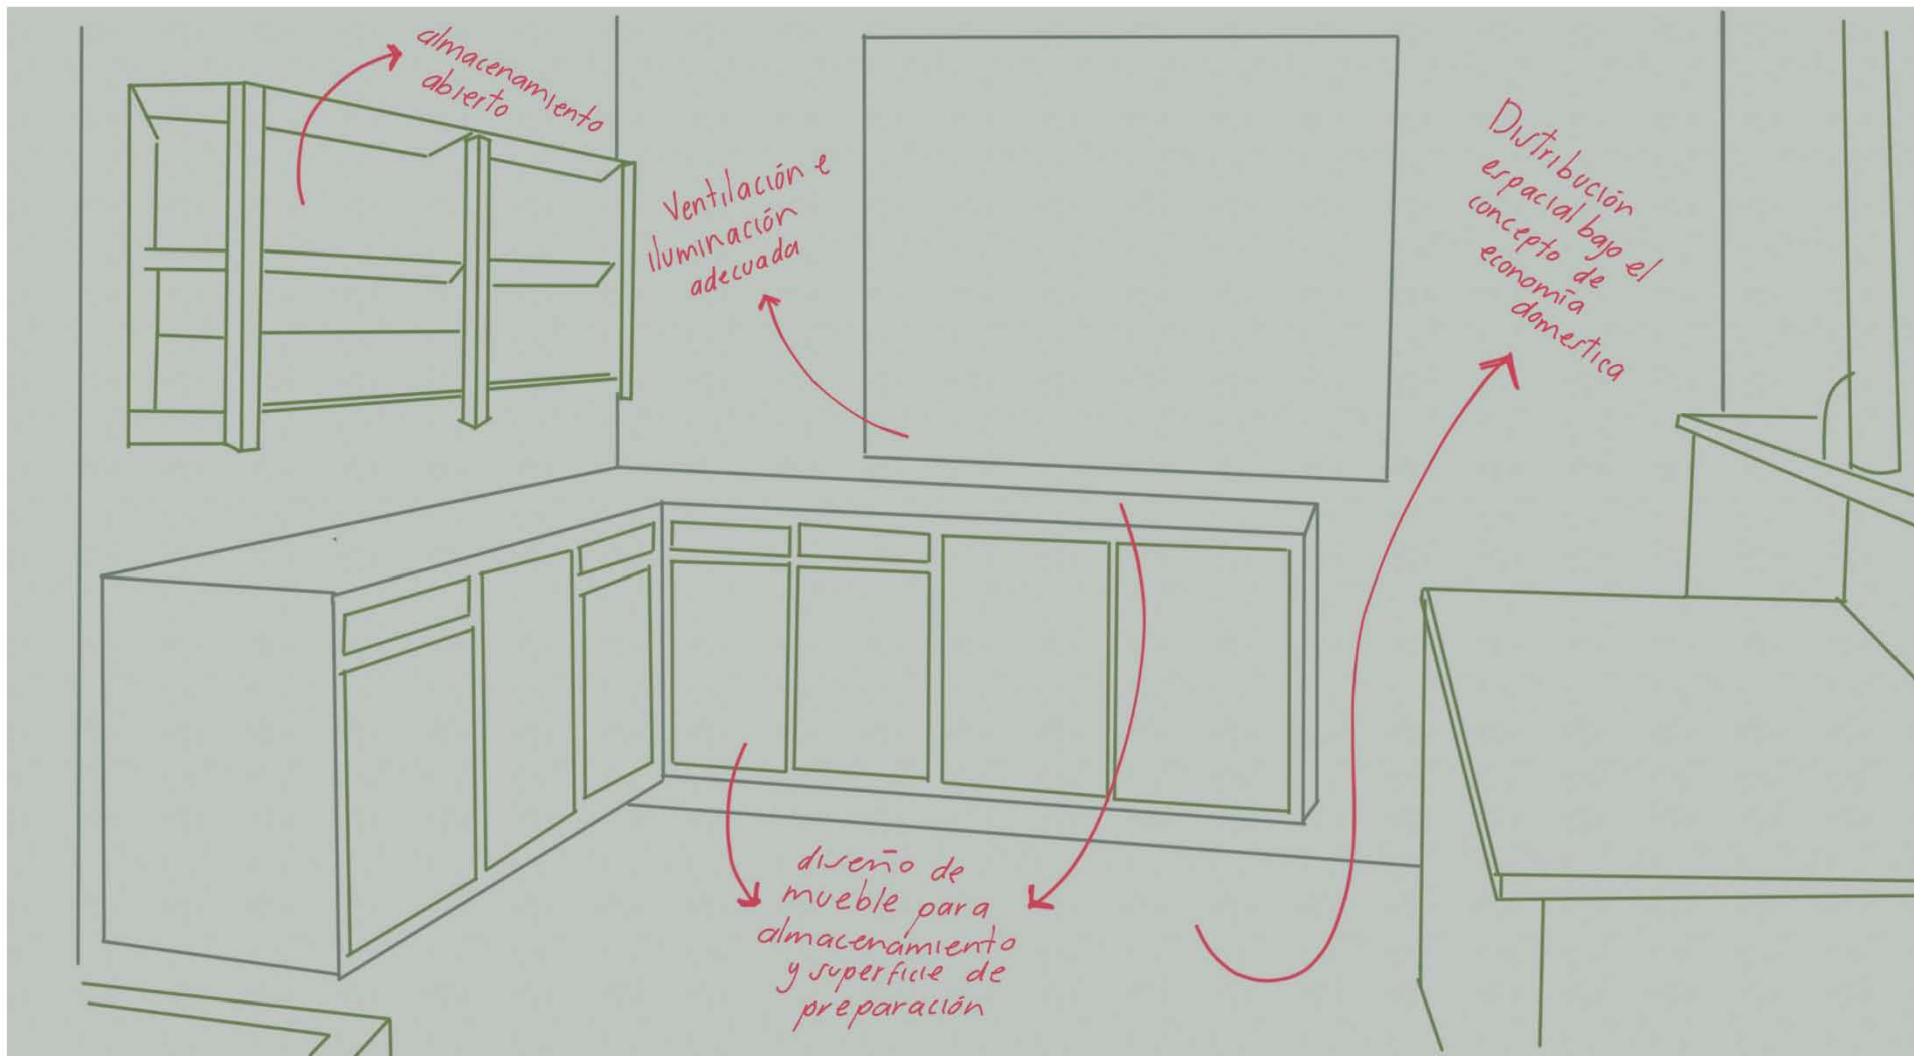 almacenamiento
abierto
Ventilación e
iluminación
adecuada
Distribución
espacial bajo el
concepto de
economía
domestica
diseño de
mueble para
almacenamiento
y superficie de
preparación